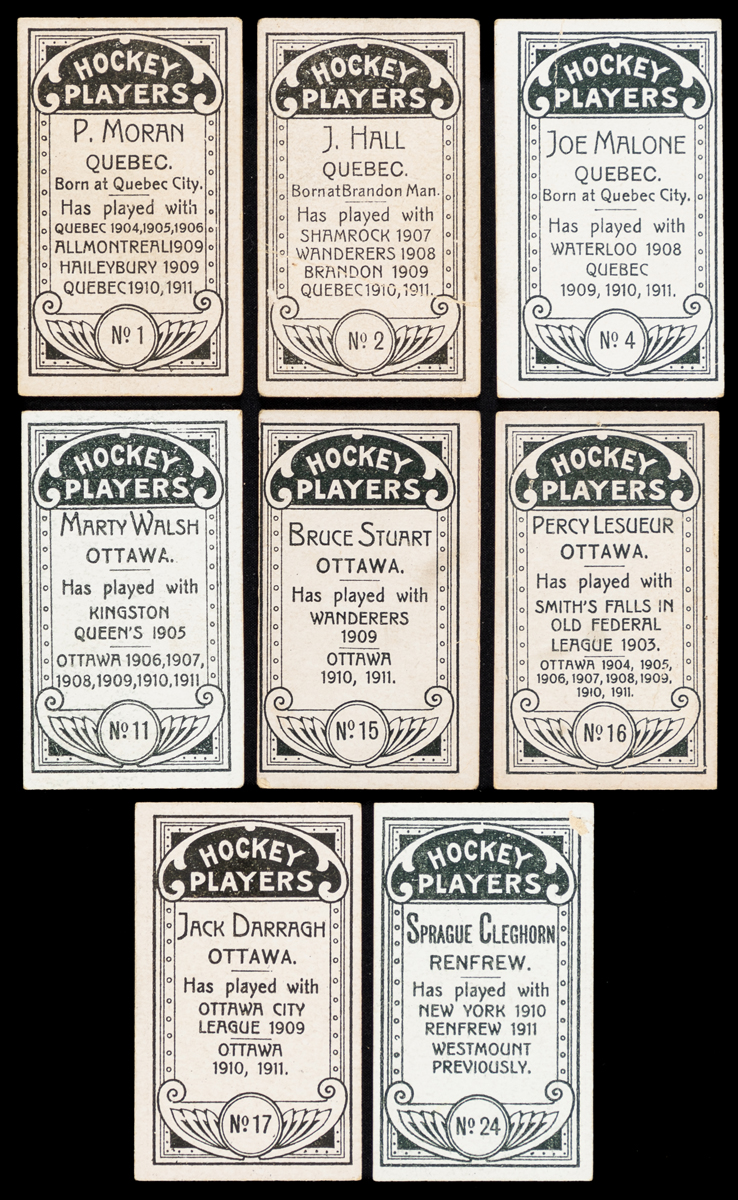 HOCKEY
PLAYERS
P. MORAN
QUEBEC.
Born at Quebec City.
Has played with
QUEBEC 1904,1905,1906
ALLMONTREAL1909
HAILEYBURY 1909
QUEBEC1910,1911.
Nº 1
HOCKEY
PLAYERS
J. HALL
QUEBEC.
BornatBrandon Man.
Has played with
SHAMROCK 1907
WANDERERS 1908
BRANDON 1909
QUEBEC1910,1911.
Nº 2
HOCKEY
PLAYERS
JOE MALONE
QUEBEC.
Born at Quebec City.
Has played with
WATERLOO 1908
QUEBEC
1909, 1910, 1911.
Nº 4
HOCKEY
PLAYERS
MARTY WALSH
OTTAWA.
Has played with
KINGSTON
QUEEN'S 1905
OTTAWA 1906,1907,
1908,1909,1910,1911
Nº 11
HOCKEY
PLAYERS
BRUCE STUART
OTTAWA.
Has played with
WANDERERS
1909
OTTAWA
1910, 1911.
Nº 15
HOCKEY
PLAYERS
PERCY LESUEUR
OTTAWA.
Has played with
SMITH'S FALLS IN
OLD FEDERAL
LEAGUE 1903.
OTTAWA 1904, 1905,
1906,1907,1908,1909,
1910, 1911.
Nº 16
HOCKEY
PLAYERS
JACK DARRAGH
OTTAWA.
Has played with
OTTAWA CITY
LEAGUE 1909
OTTAWA
1910, 1911.
Nº 17
HOCKEY
PLAYERS
SPRAGUE CLEGHORN
RENFREW.
Has played with
NEW YORK 1910
RENFREW 1911
WESTMOUNT
PREVIOUSLY.
Nº 24